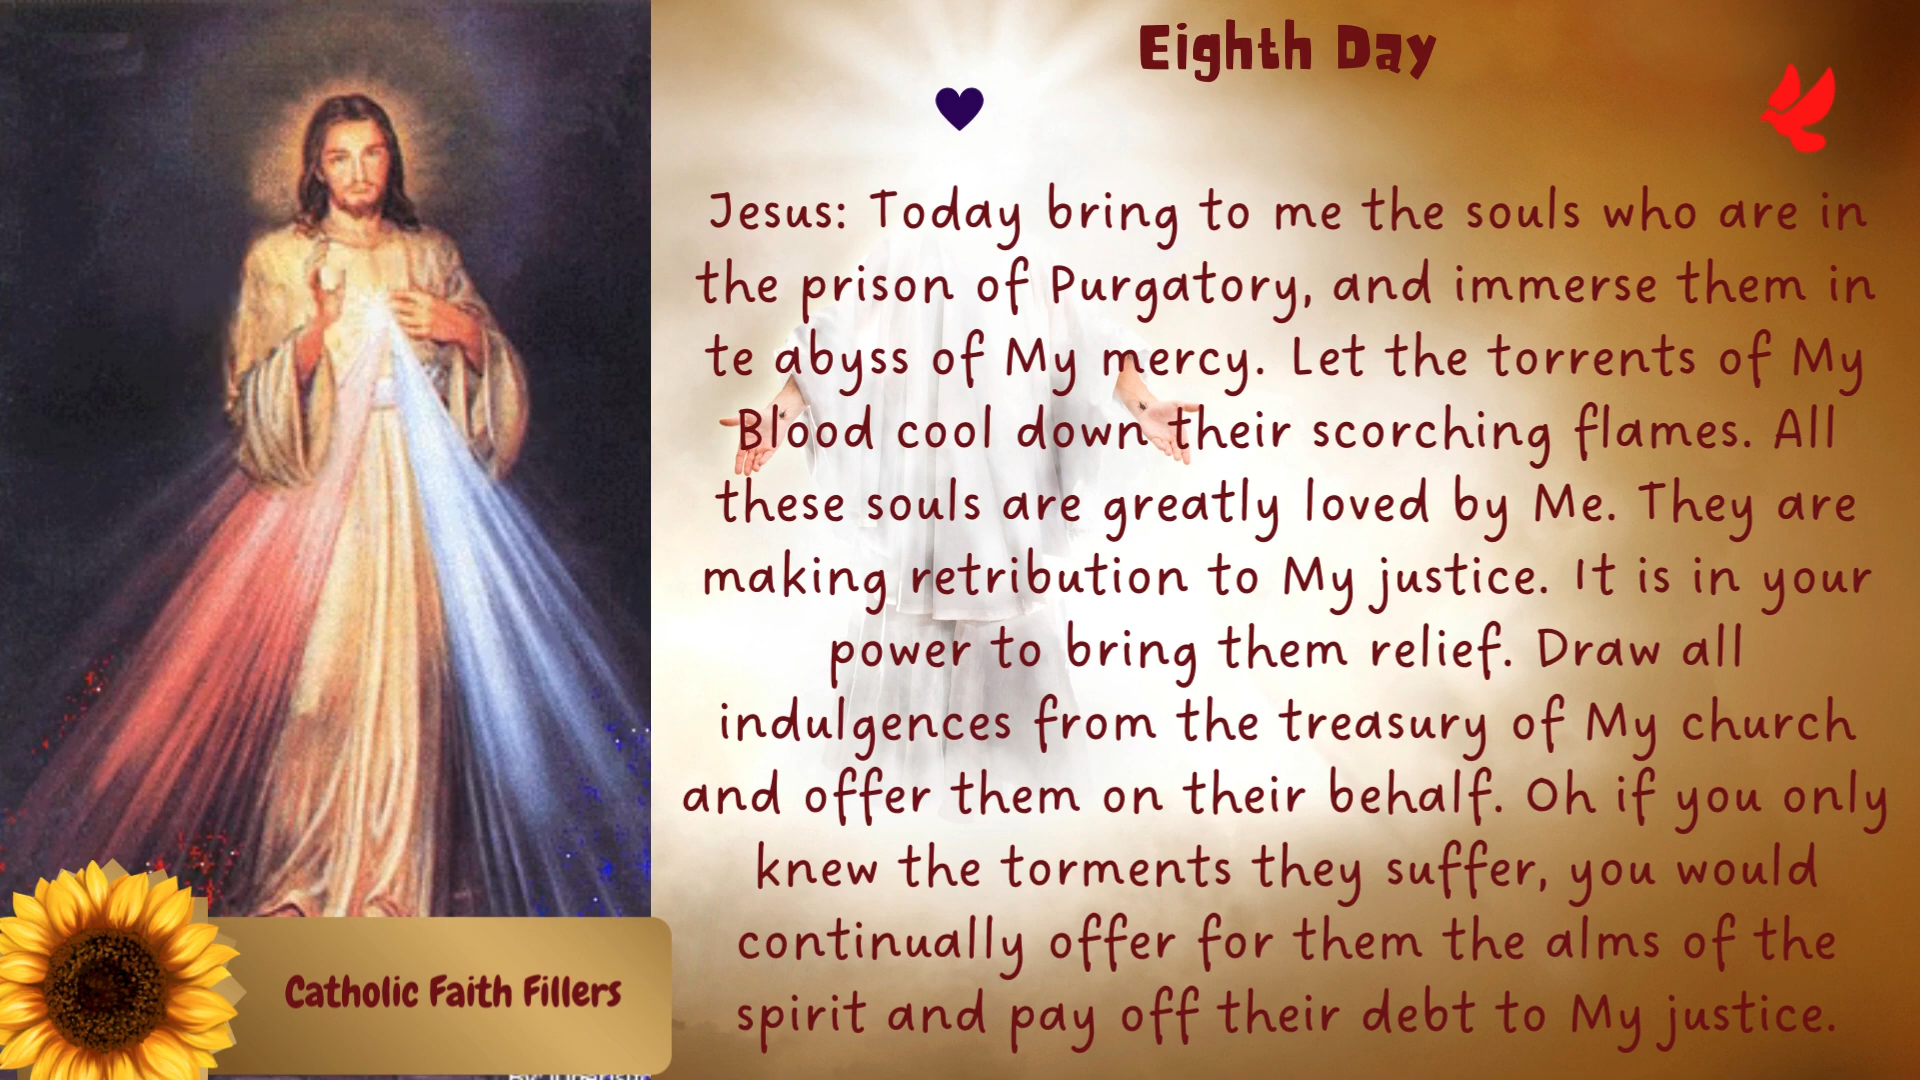 Eighth Day
Jesus: Today bring to me the souls who are in
the prison of Purgatory, and immerse them in
te abyss of My mercy. Let the torrents of My
Blood cool down their scorching flames. All
these souls are greatly loved by Me. They are
making retribution to My justice. It is in your
power to bring them relief. Draw all
indulgences from the treasury of My church
and offer them on their behalf. Oh if you only
knew the torments they suffer, you would
continually offer for them the alms of the
spirit and pay off their debt to My justice.
Catholic Faith Fillers